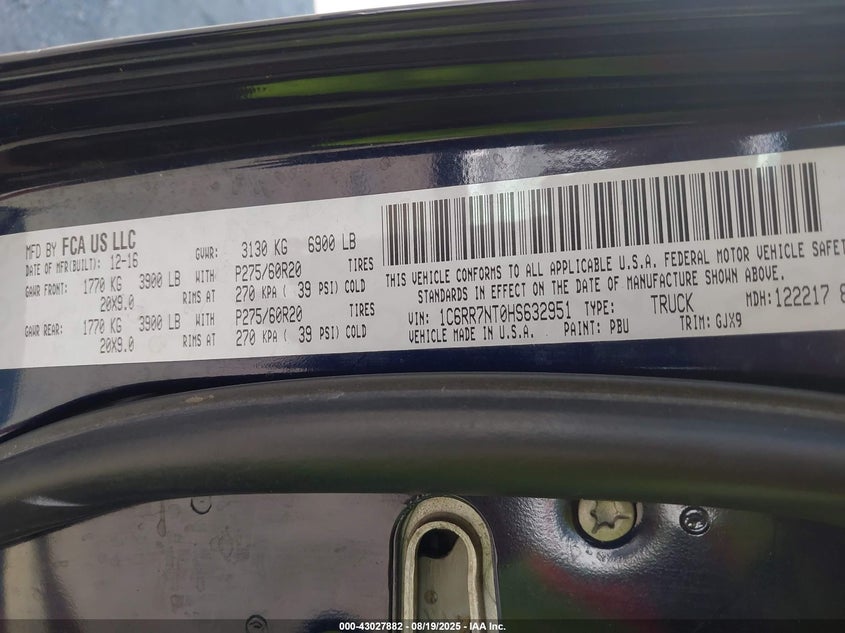 MFD BY FCA US LLC
DATE OF MFR(BUILT): 12-16 GVWR: 3130 KG 6900 LB
GAWR FRONT: 1770 KG 3900 LB WITH P275/60R20 TIRES
20X9.0 RIMS AT 270 KPA ( 39 PSI) COLD
GAWR REAR: 1770 KG 3900 LB WITH P275/60R20 TIRES
20X9.0 RIMS AT 270 KPA ( 39 PSI) COLD
THIS VEHICLE CONFORMS TO ALL APPLICABLE U.S.A. FEDERAL MOTOR VEHICLE SAFET
STANDARDS IN EFFECT ON THE DATE OF MANUFACTURE SHOWN ABOVE.
VIN: 1C6RR7NT0HS632951 TYPE: TRUCK MDH: 122217 8
VEHICLE MADE IN U.S.A. PAINT: PBU TRIM: GJX9
000-43027882 - 08/19/2025 - IAA Inc.